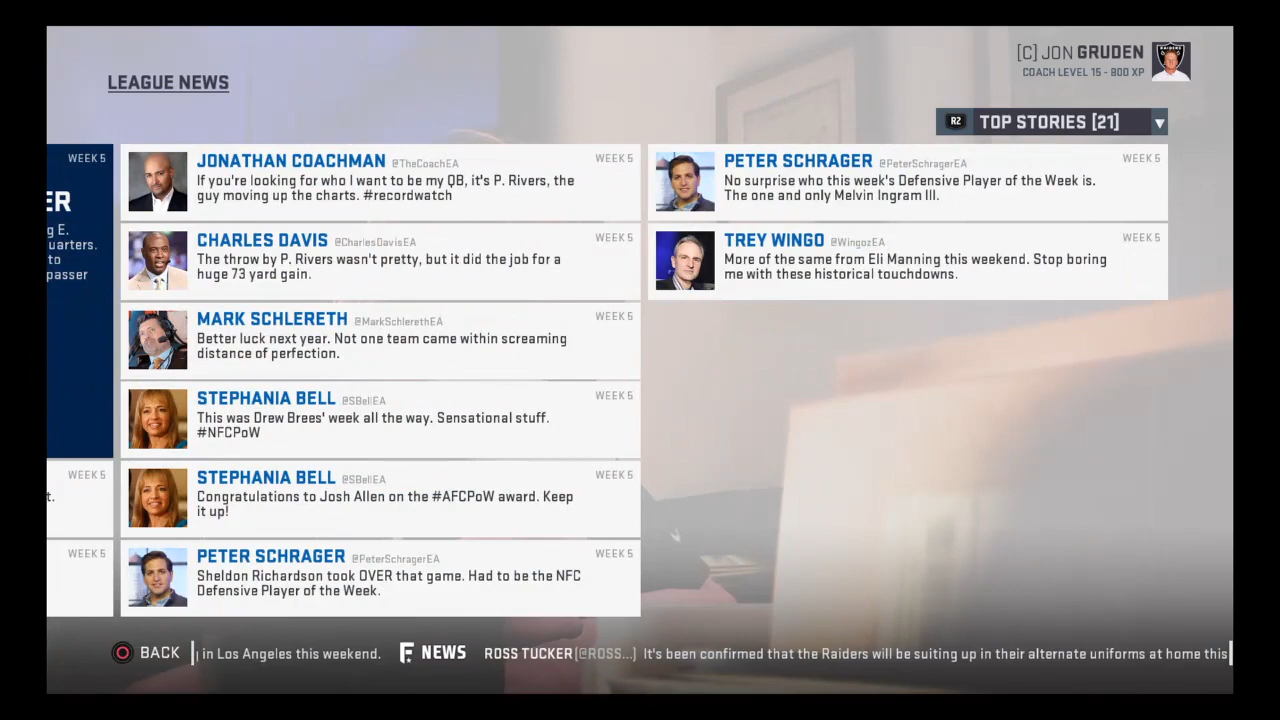 [C] JON GRUDEN
COACH LEVEL 15 - 800 XP
LEAGUE NEWS
R2 TOP STORIES [21]
WEEK 5
ER
g E.
uarters.
to
passer
WEEK 5
t.
WEEK 5
JONATHAN COACHMAN @TheCoachEA WEEK 5
If you're looking for who I want to be my QB, it's P. Rivers, the
guy moving up the charts. #recordwatch
CHARLES DAVIS @CharlesDavisEA WEEK 5
The throw by P. Rivers wasn't pretty, but it did the job for a
huge 73 yard gain.
MARK SCHLERETH @MarkSchlerethEA WEEK 5
Better luck next year. Not one team came within screaming
distance of perfection.
STEPHANIA BELL @SBellEA WEEK 5
This was Drew Brees' week all the way. Sensational stuff.
#NFCPoW
STEPHANIA BELL @SBellEA WEEK 5
Congratulations to Josh Allen on the #AFCPoW award. Keep
it up!
PETER SCHRAGER @PeterSchragerEA WEEK 5
Sheldon Richardson took OVER that game. Had to be the NFC
Defensive Player of the Week.
PETER SCHRAGER @PeterSchragerEA WEEK 5
No surprise who this week's Defensive Player of the Week is.
The one and only Melvin Ingram III.
TREY WINGO @WingozEA WEEK 5
More of the same from Eli Manning this weekend. Stop boring
me with these historical touchdowns.
BACK in Los Angeles this weekend. NEWS ROSS TUCKER [@ROSS...] It's been confirmed that the Raiders will be suiting up in their alternate uniforms at home this